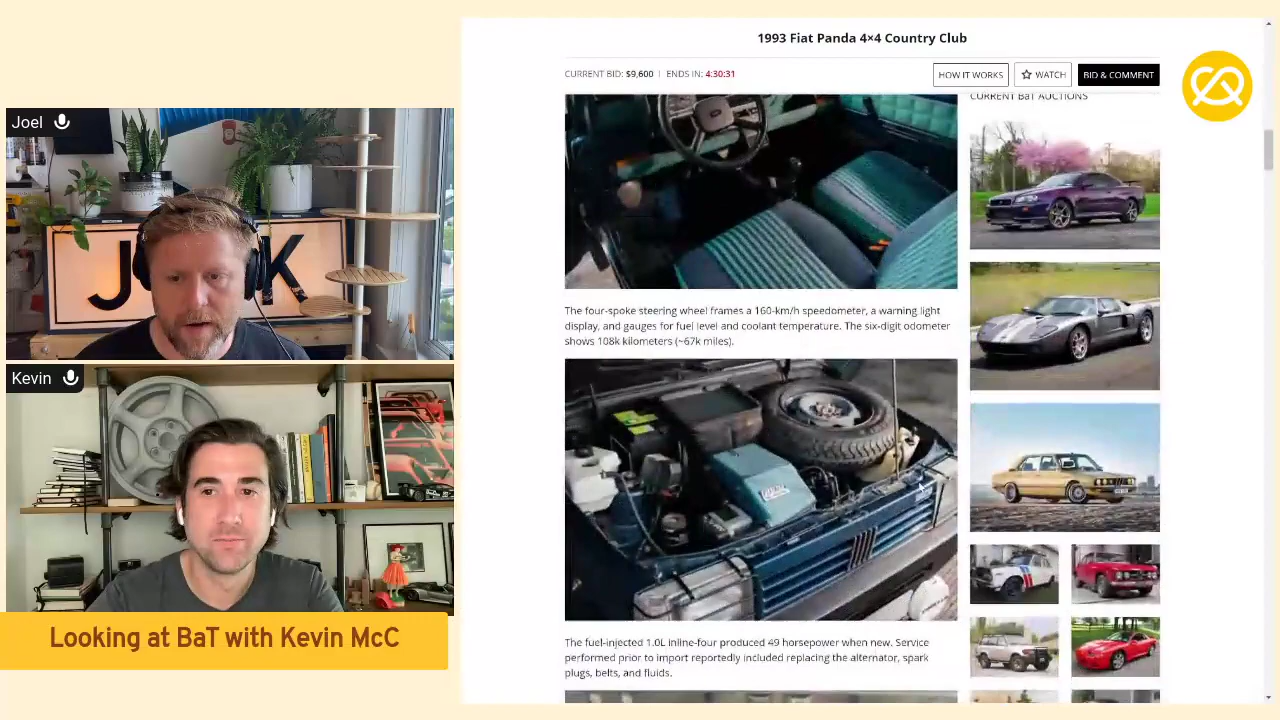 Joel
J K
Kevin
Looking at BaT with Kevin McC
1993 Fiat Panda 4×4 Country Club
CURRENT BID: $9,600 | ENDS IN: 4:30:31
HOW IT WORKS
WATCH
BID & COMMENT
CURRENT BaT AUCTIONS
The four-spoke steering wheel frames a 160-km/h speedometer, a warning light
display, and gauges for fuel level and coolant temperature. The six-digit odometer
shows 108k kilometers (~67k miles).
The fuel-injected 1.0L inline-four produced 49 horsepower when new. Service
performed prior to import reportedly included replacing the alternator, spark
plugs, belts, and fluids.